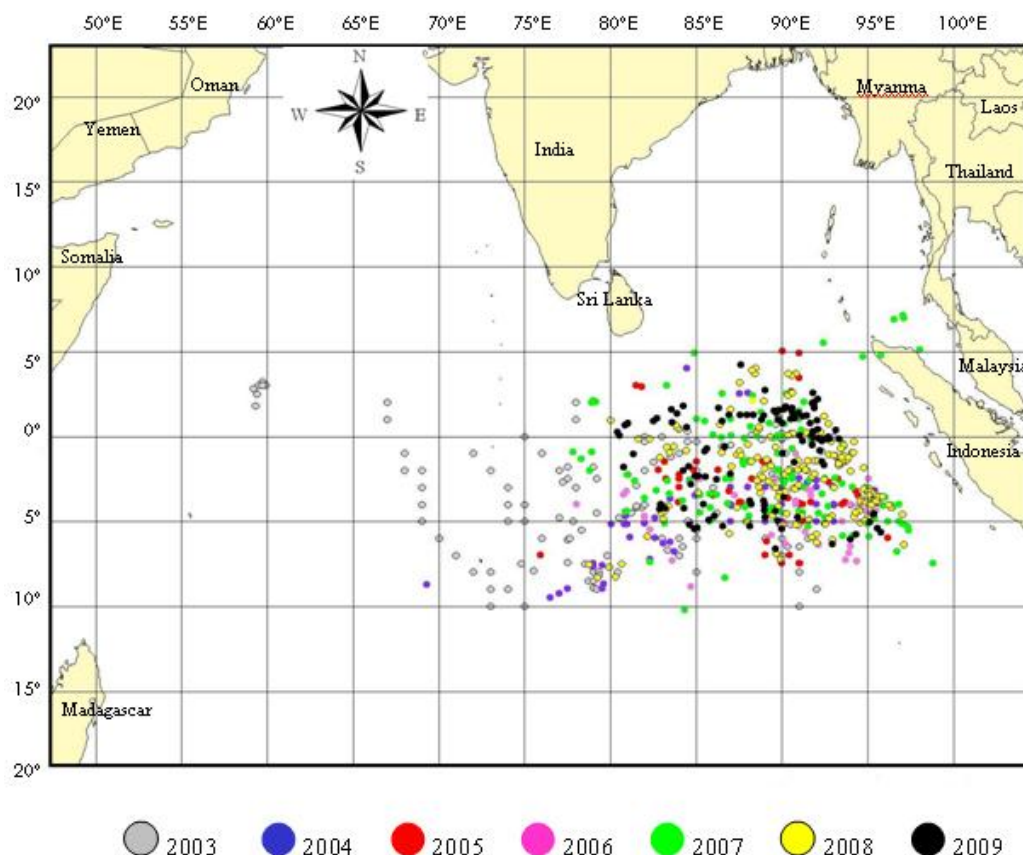 50°E 55°E 60°E 65°E 70°E 75°E 80°E 85°E 90°E 95°E 100°E
N
W E
S
20°
15°
10°
5°
0°
5°
10°
15°
20°
Oman
Yemen
Somalia
India
Sri Lanka
Myanma
Laos
Thailand
Malaysia
Indonesia
Madagascar
2003 2004 2005 2006 2007 2008 2009